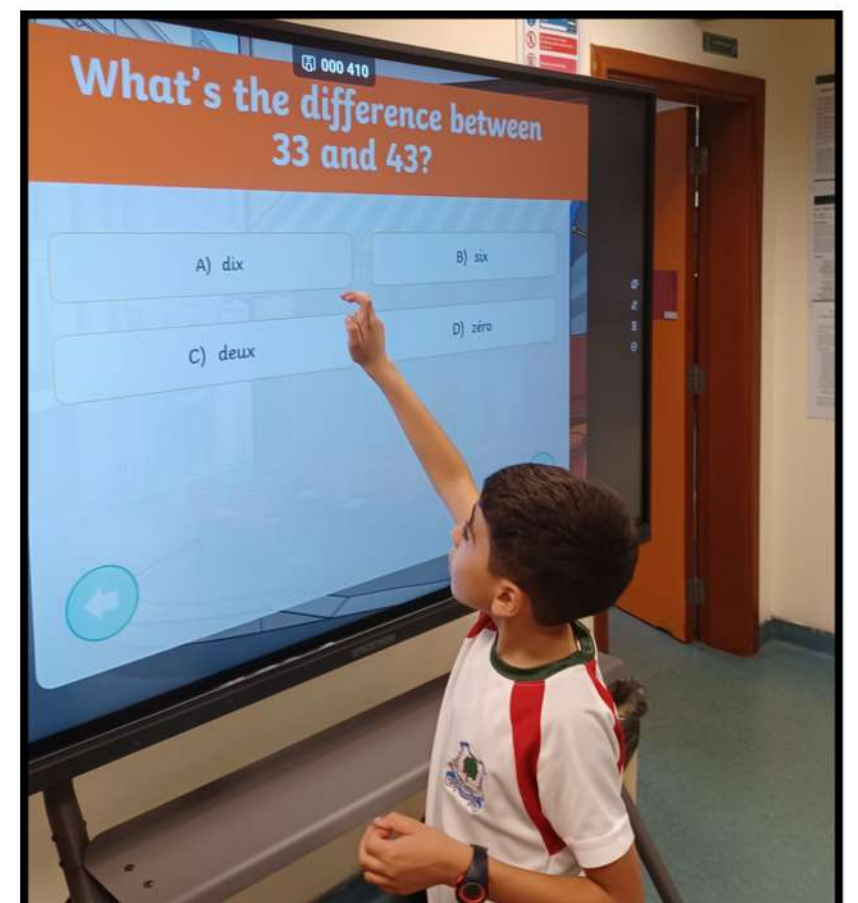 000 410
What's the difference between
33 and 43?
A) dix
B) six
C) deux
D) zéro